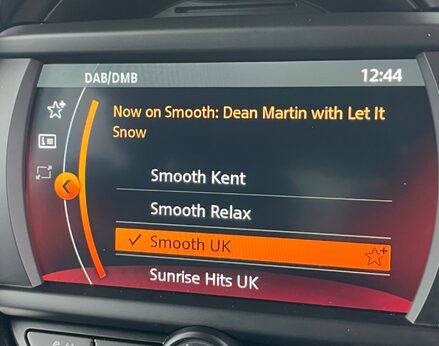 DAB/DMB
12:44
Now on Smooth: Dean Martin with Let It
Snow
Smooth Kent
Smooth Relax
Smooth UK
Sunrise Hits UK